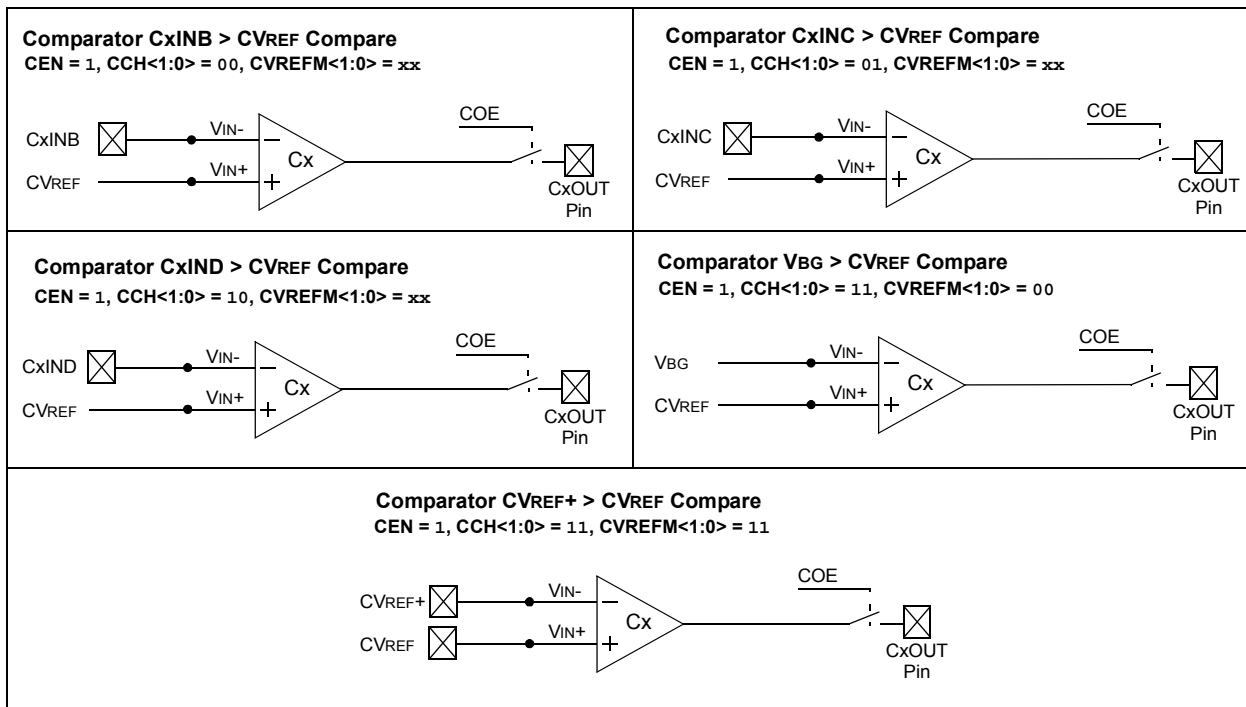 Comparator CxINB > CVREF Compare
CEN = 1, CCH<1:0> = 00, CVREFM<1:0> = xx
COE
CxINB
VIN-
−
Cx
CVREF
VIN+
+
CxOUT
Pin
Comparator CxINC > CVREF Compare
CEN = 1, CCH<1:0> = 01, CVREFM<1:0> = xx
COE
CxINC
VIN-
−
Cx
CVREF
VIN+
+
CxOUT
Pin
Comparator CxIND > CVREF Compare
CEN = 1, CCH<1:0> = 10, CVREFM<1:0> = xx
COE
CxIND
VIN-
−
Cx
CVREF
VIN+
+
CxOUT
Pin
Comparator VBG > CVREF Compare
CEN = 1, CCH<1:0> = 11, CVREFM<1:0> = 00
COE
VBG
VIN-
−
Cx
CVREF
VIN+
+
CxOUT
Pin
Comparator CVREF+ > CVREF Compare
CEN = 1, CCH<1:0> = 11, CVREFM<1:0> = 11
COE
CVREF+
VIN-
−
Cx
CVREF
VIN+
+
CxOUT
Pin